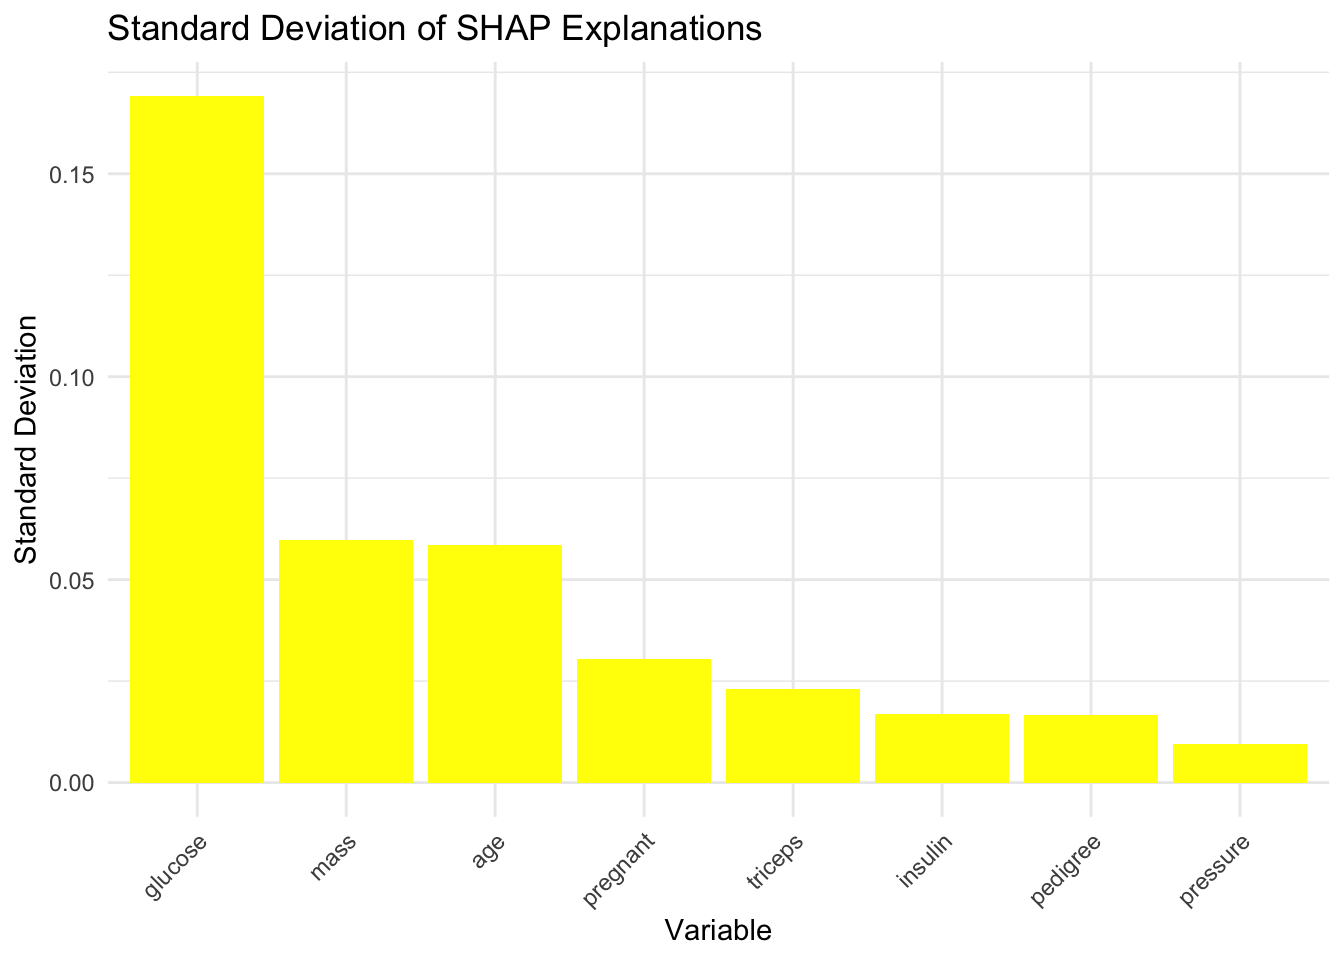 Standard Deviation of SHAP Explanations
Standard Deviation
0.15
0.10
0.05
0.00
glucose
mass
age
pregnant
triceps
insulin
pedigree
pressure
Variable